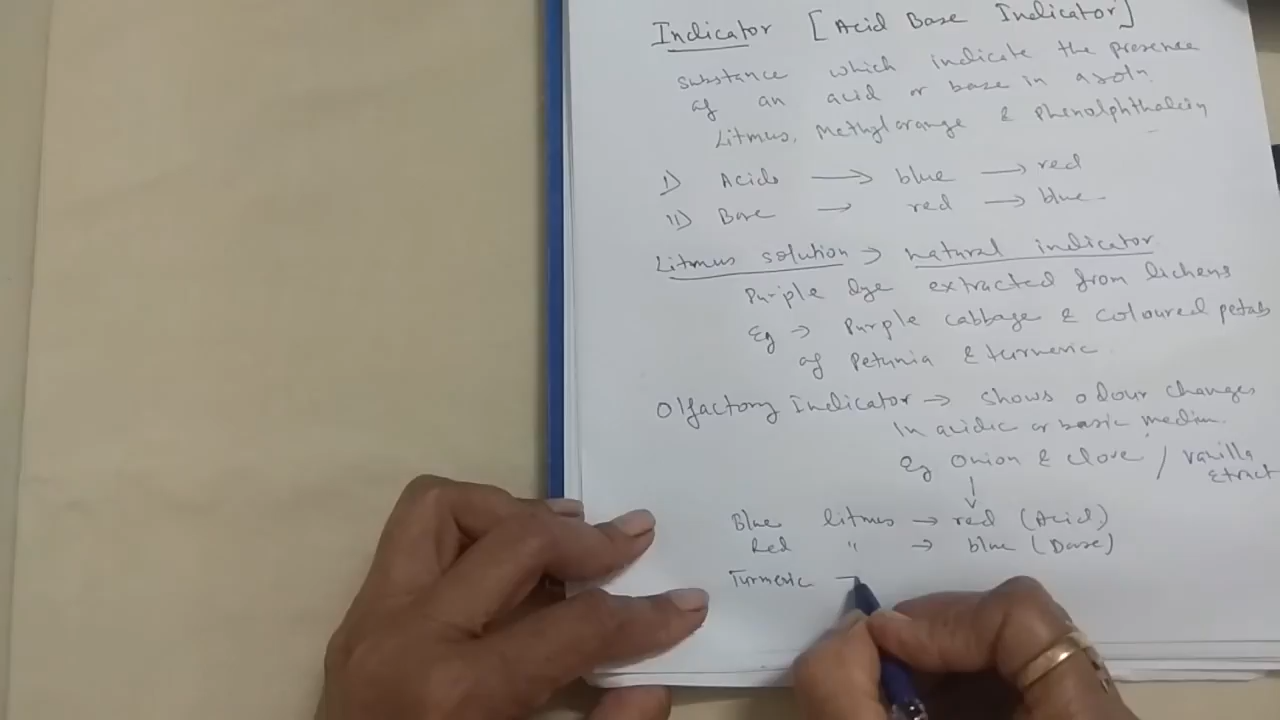 Indicator [Acid Base Indicator]
substance which indicate the presence
of an acid or base in a soln.
Litmus, Methyl orange & Phenolphthalein
I) Acids → blue → red
II) Base → red → blue
Litmus solution → natural indicator
Purple dye extracted from lichens
Eg → Purple cabbage & coloured petals
of Petunia & turmeric.
Olfactory Indicator → shows odour changes
In acidic or basic medium.
Eg Onion & clove / vanilla
Extract
↓
Blue litmus → red (Acid)
Red " → blue (Base)
Turmeric